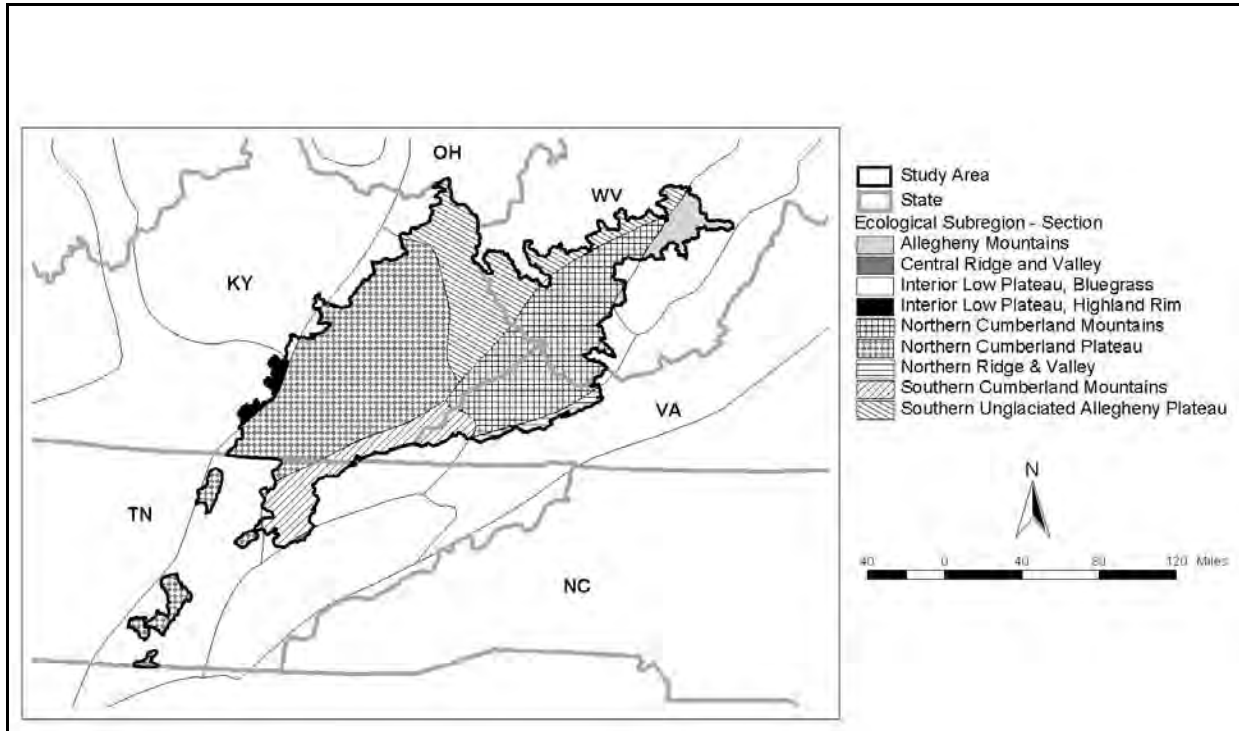 OH
WV
KY
VA
TN
NC
Study Area
State
Ecological Subregion - Section
Allegheny Mountains
Central Ridge and Valley
Interior Low Plateau, Bluegrass
Interior Low Plateau, Highland Rim
Northern Cumberland Mountains
Northern Cumberland Plateau
Northern Ridge & Valley
Southern Cumberland Mountains
Southern Unglaciated Allegheny Plateau
N
40 0 40 80 120 Miles